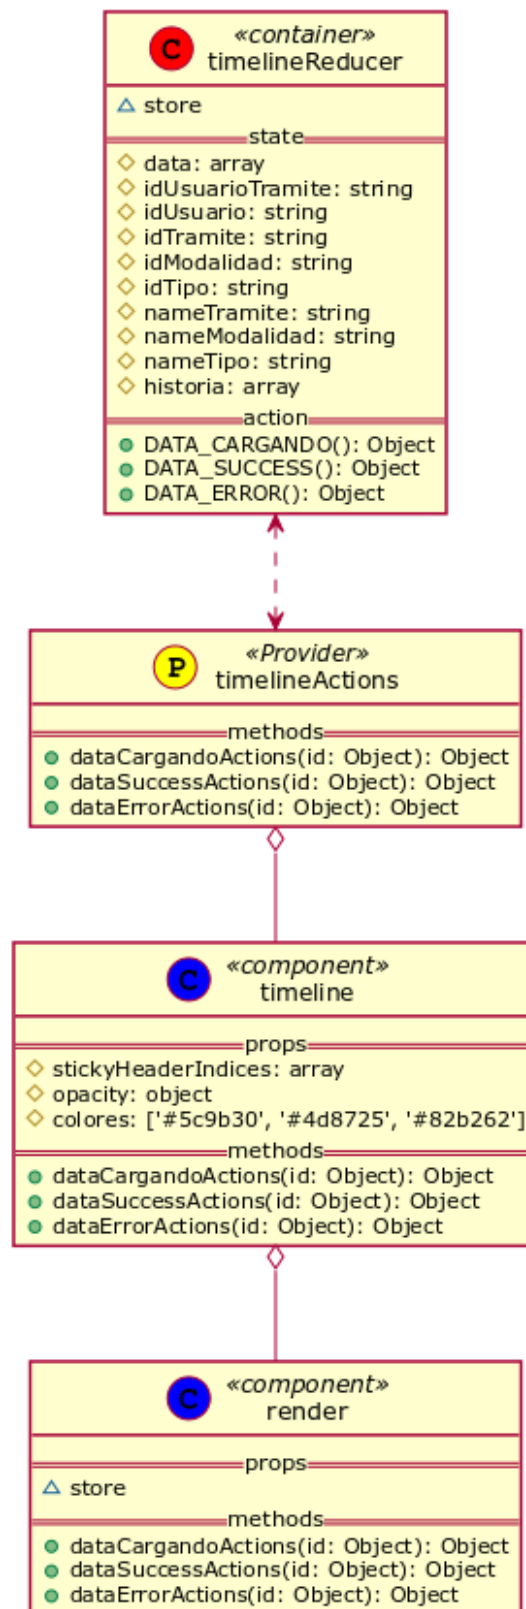 C
«container»
timelineReducer
store
state
data: array
idUsuarioTramite: string
idUsuario: string
idTramite: string
idModalidad: string
idTipo: string
nameTramite: string
nameModalidad: string
nameTipo: string
historia: array
action
DATA_CARGANDO(): Object
DATA_SUCCESS(): Object
DATA_ERROR(): Object
P
«Provider»
timelineActions
methods
dataCargandoActions(id: Object): Object
dataSuccessActions(id: Object): Object
dataErrorActions(id: Object): Object
C
«component»
timeline
props
stickyHeaderIndices: array
opacity: object
colores: ['#5c9b30', '#4d8725', '#82b262']
methods
dataCargandoActions(id: Object): Object
dataSuccessActions(id: Object): Object
dataErrorActions(id: Object): Object
C
«component»
render
props
store
methods
dataCargandoActions(id: Object): Object
dataSuccessActions(id: Object): Object
dataErrorActions(id: Object): Object